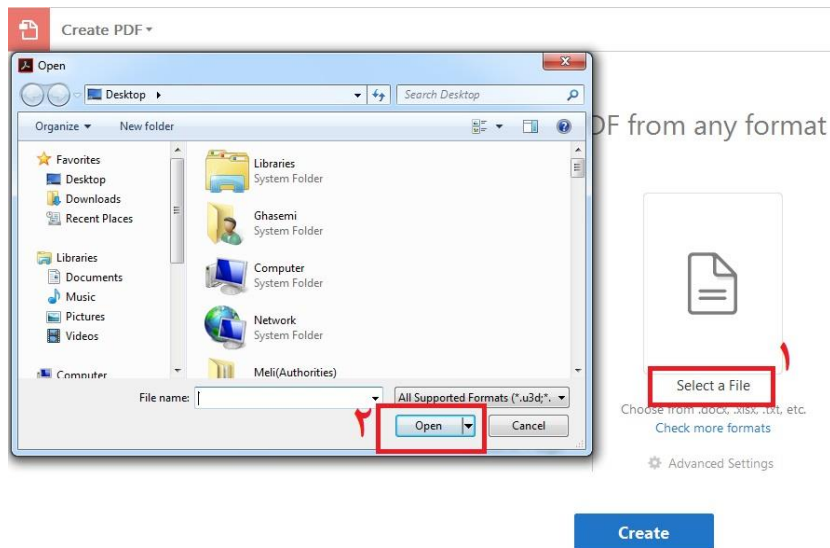 Create PDF
Open
Desktop
Search Desktop
Organize
New folder
Favorites
Desktop
Downloads
Recent Places
Libraries
Documents
Music
Pictures
Videos
Computer
Libraries
System Folder
Ghasemi
System Folder
Computer
System Folder
Network
System Folder
Meli(Authorities)
File name:
All Supported Formats (*.u3d;*.
۲
Open
Cancel
DF from any format
۱
Select a File
Choose from .docx, .xlsx, .txt, etc.
Check more formats
Advanced Settings
Create